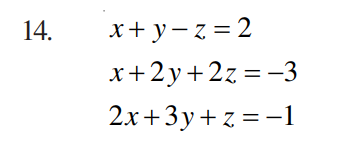 14. x + y − z = 2
x + 2y + 2z = −3
2x + 3y + z = −1